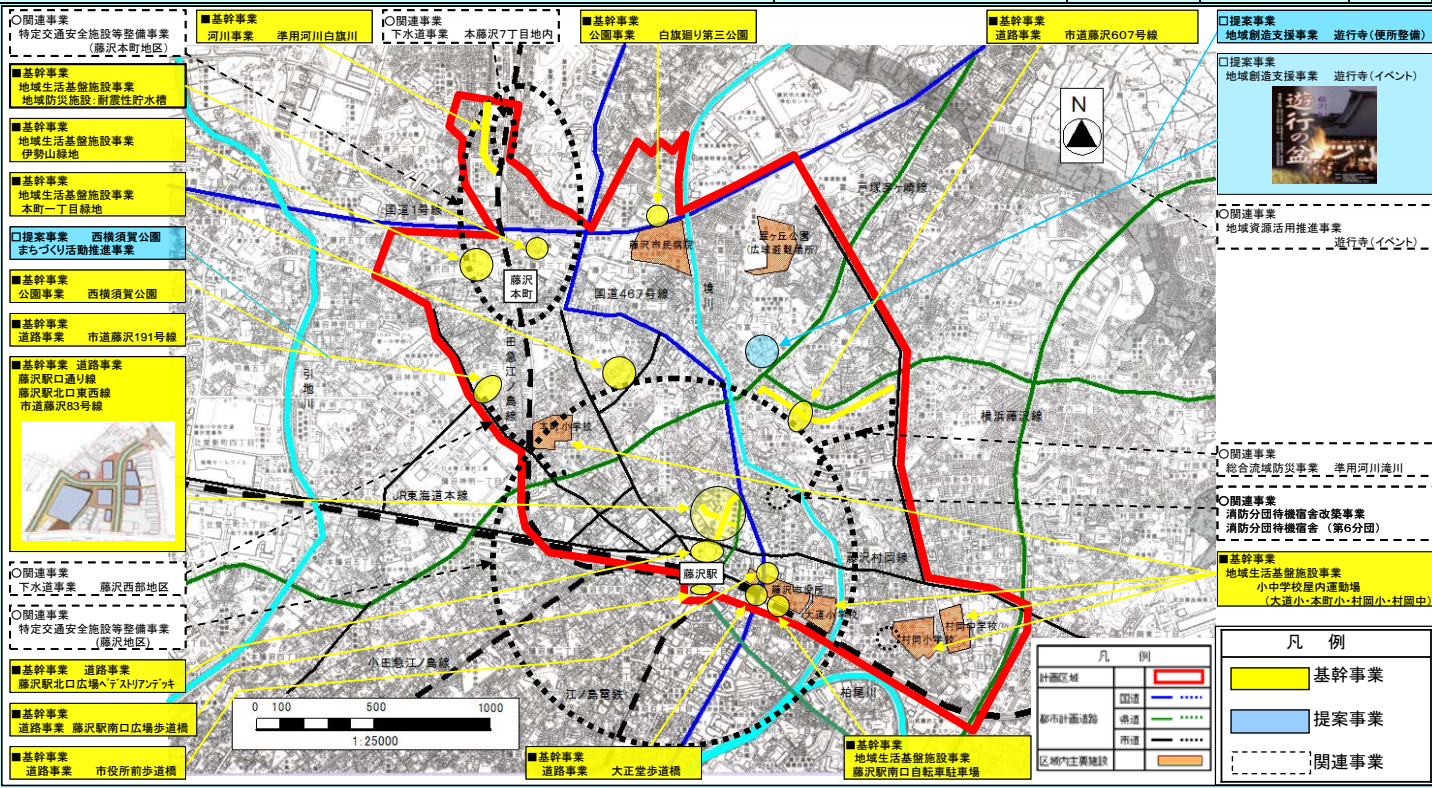 ○関連事業
特定交通安全施設等整備事業
(藤沢本町地区)
■基幹事業
地域生活基盤施設事業
地域防災施設:耐震性貯水槽
■基幹事業
地域生活基盤施設事業
伊勢山緑地
■基幹事業
地域生活基盤施設事業
本町一丁目緑地
□提案事業 西横須賀公園
まちづくり活動推進事業
■基幹事業
公園事業 西横須賀公園
■基幹事業
道路事業 市道藤沢191号線
■基幹事業 道路事業
藤沢駅口通り線
藤沢駅北口東西線
市道藤沢83号線
○関連事業
下水道事業 藤沢西部地区
○関連事業
特定交通安全施設等整備事業
(藤沢地区)
■基幹事業 道路事業
藤沢駅北口広場ペデストリアンデッキ
■基幹事業
道路事業 藤沢駅南口広場歩道橋
■基幹事業
道路事業 市役所前歩道橋
■基幹事業
河川事業 準用河川白旗川
○関連事業
下水道事業 本藤沢7丁目地内
■基幹事業
公園事業 白旗廻り第三公園
■基幹事業
道路事業 市道藤沢607号線
N
国道1号線
藤沢市民病院
翠ヶ丘公園
(広域避難場所)
戸塚茅ヶ崎線
藤沢
本町
国道467号線
境川
小田急江ノ島線
引地川
本町小学校
横浜藤沢線
JR東海道本線
藤沢村岡線
藤沢駅
藤沢市役所
大道小学校
村岡小学校
村岡中学校
小田急江ノ島線
江ノ島電鉄
柏尾川
0 100 500 1000
1:25000
■基幹事業
道路事業 大正堂歩道橋
■基幹事業
地域生活基盤施設事業
藤沢駅南口自転車駐車場
凡 例
計画区域
都市計画道路
国道
県道
市道
区域内主要施設
□提案事業
地域創造支援事業 遊行寺(便所整備)
□提案事業
地域創造支援事業 遊行寺(イベント)
遊行の盆
○関連事業
地域資源活用推進事業
遊行寺(イベント)
○関連事業
総合流域防災事業 準用河川滝川
○関連事業
消防分団待機宿舎改築事業
消防分団待機宿舎 (第6分団)
■基幹事業
地域生活基盤施設事業
小中学校屋内運動場
(大道小・本町小・村岡小・村岡中)
凡 例
基幹事業
提案事業
関連事業